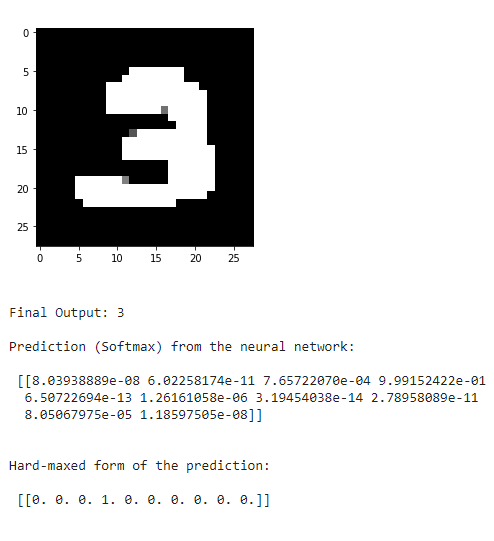 0
5
10
15
20
25
0 5 10 15 20 25
3
Final Output: 3
Prediction (Softmax) from the neural network:
[[8.03938889e-08 6.02258174e-11 7.65722070e-04 9.99152422e-01
6.50722694e-13 1.26161058e-06 3.19454038e-14 2.78958089e-11
8.05067975e-05 1.18597505e-08]]
Hard-maxed form of the prediction:
[[0. 0. 0. 1. 0. 0. 0. 0. 0. 0.]]